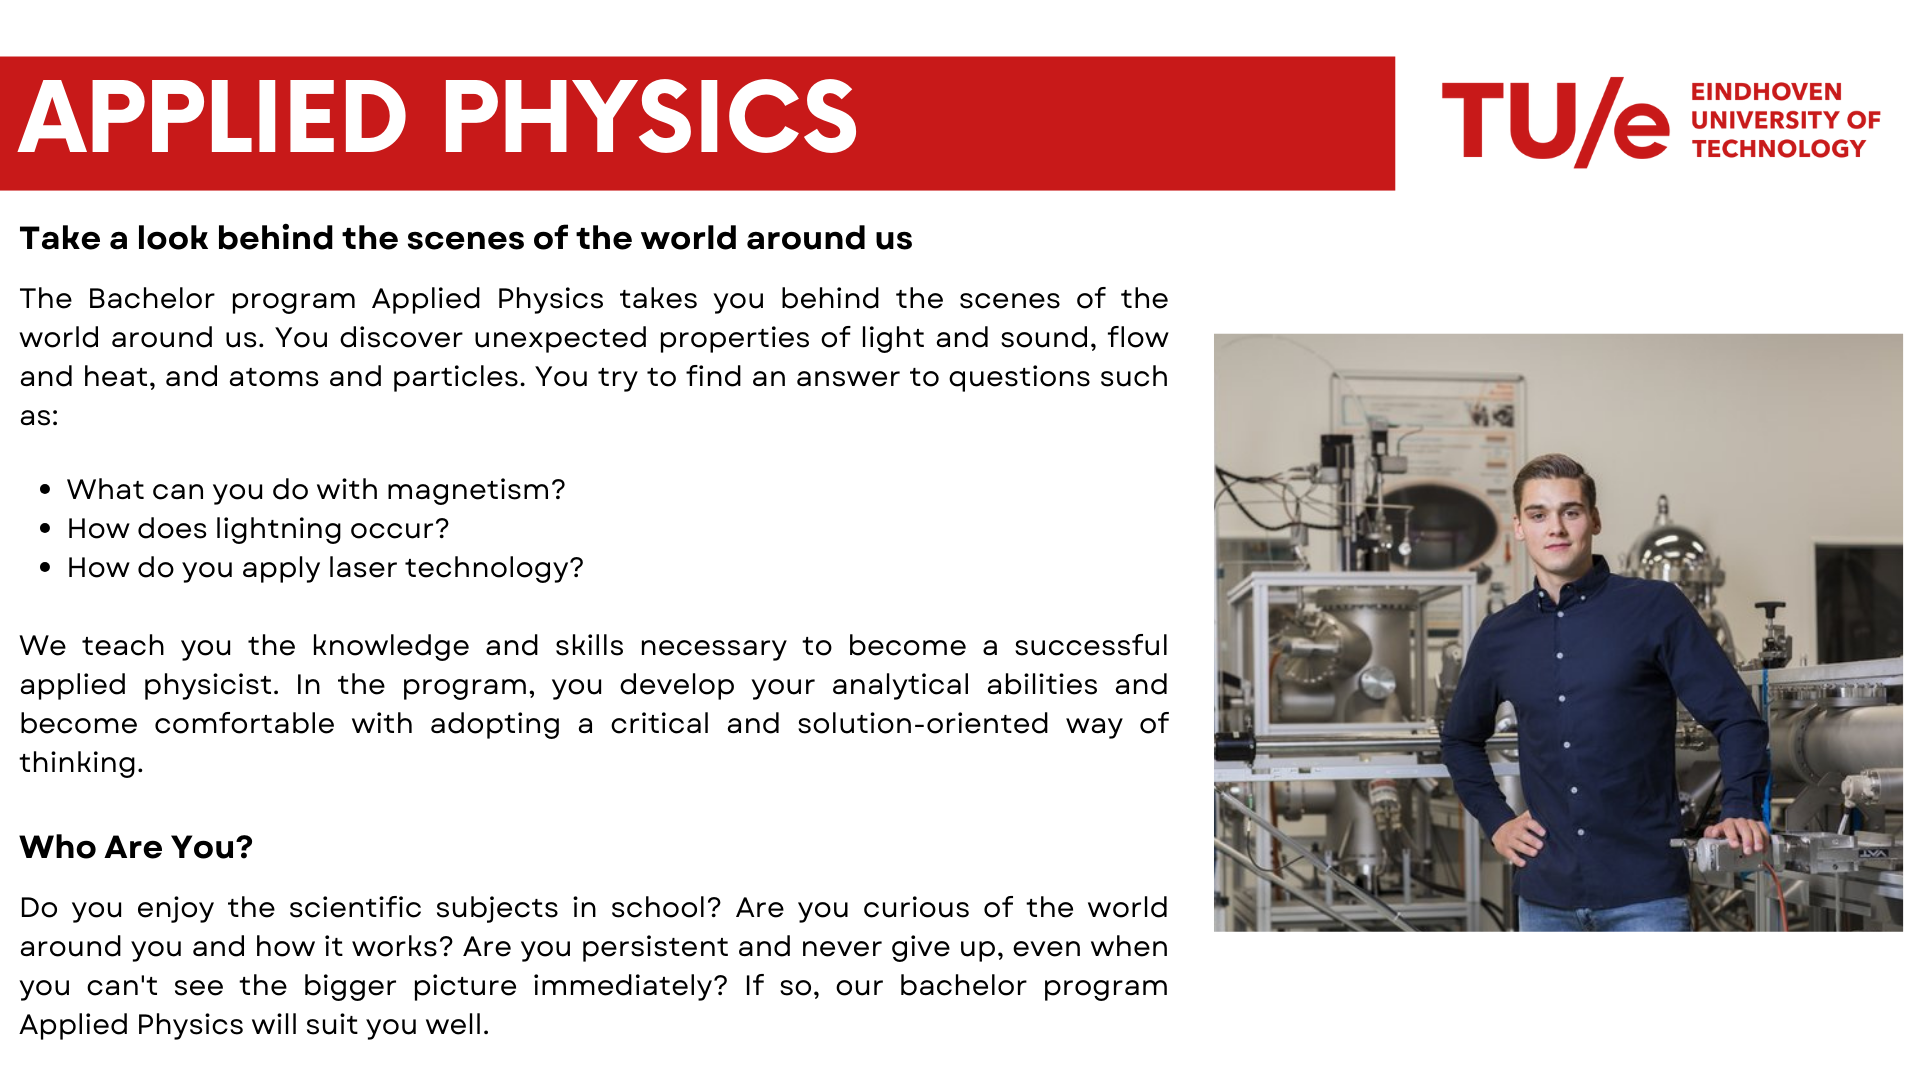 APPLIED PHYSICS
TU/e
EINDHOVEN
UNIVERSITY OF
TECHNOLOGY
Take a look behind the scenes of the world around us
The Bachelor program Applied Physics takes you behind the scenes of the
world around us. You discover unexpected properties of light and sound, flow
and heat, and atoms and particles. You try to find an answer to questions such
as:
• What can you do with magnetism?
• How does lightning occur?
• How do you apply laser technology?
We teach you the knowledge and skills necessary to become a successful
applied physicist. In the program, you develop your analytical abilities and
become comfortable with adopting a critical and solution-oriented way of
thinking.
Who Are You?
Do you enjoy the scientific subjects in school? Are you curious of the world
around you and how it works? Are you persistent and never give up, even when
you can't see the bigger picture immediately? If so, our bachelor program
Applied Physics will suit you well.
VAT